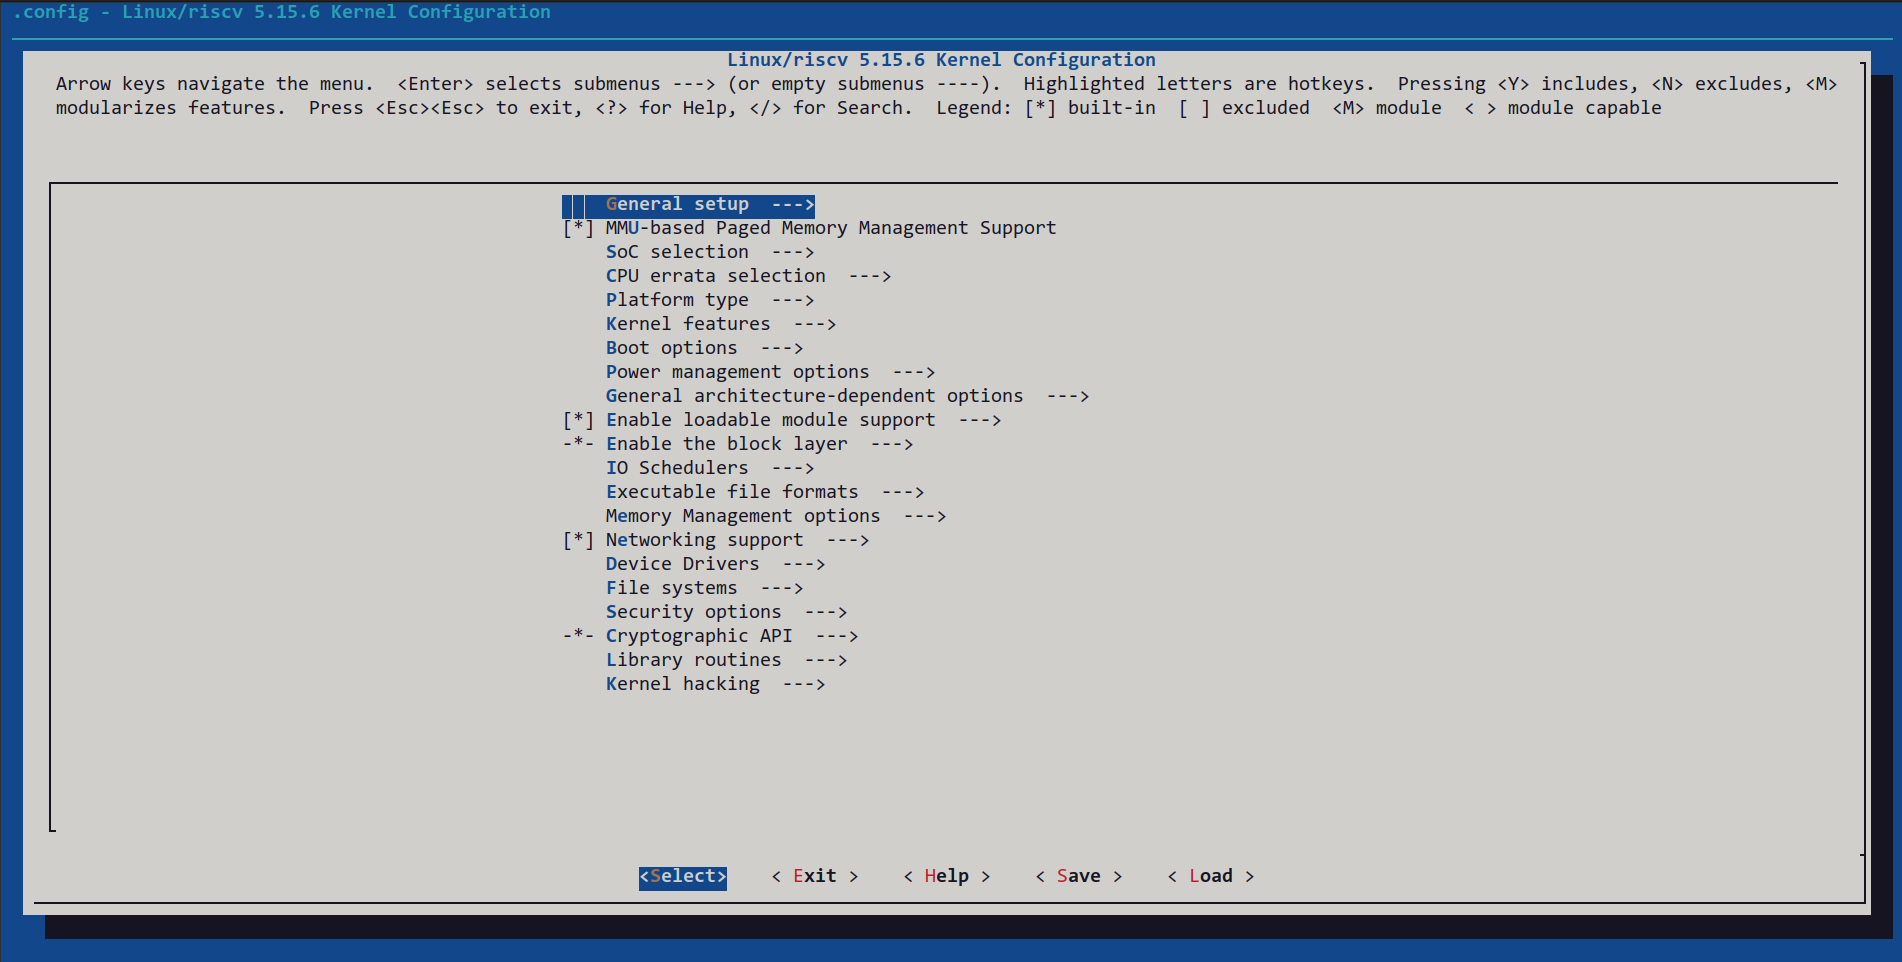 .config - Linux/riscv 5.15.6 Kernel Configuration
Linux/riscv 5.15.6 Kernel Configuration
Arrow keys navigate the menu.  <Enter> selects submenus ---> (or empty submenus ----).  Highlighted letters are hotkeys.  Pressing <Y> includes, <N> excludes, <M>
modularizes features.  Press <Esc><Esc> to exit, <?> for Help, </> for Search.  Legend: [*] built-in  [ ] excluded  <M> module  < > module capable
General setup  --->
[*] MMU-based Paged Memory Management Support
SoC selection  --->
CPU errata selection  --->
Platform type  --->
Kernel features  --->
Boot options  --->
Power management options  --->
General architecture-dependent options  --->
[*] Enable loadable module support  --->
-*- Enable the block layer  --->
IO Schedulers  --->
Executable file formats  --->
Memory Management options  --->
[*] Networking support  --->
Device Drivers  --->
File systems  --->
Security options  --->
-*- Cryptographic API  --->
Library routines  --->
Kernel hacking  --->
<Select>    < Exit >    < Help >    < Save >    < Load >